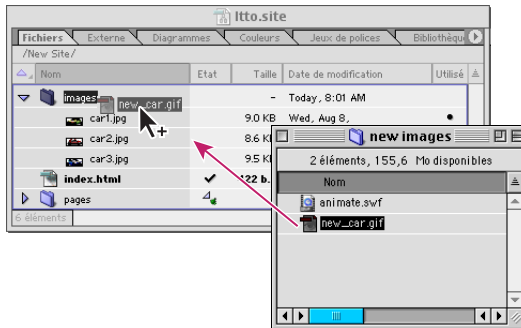 Itto.site
Fichiers Externe Diagrammes Couleurs Jeux de polices Bibliothèqu
/New Site/
Nom Etat Taille Date de modification Utilisé
images - Today, 8:01 AM
new_car.gif
car1.jpg 9.0 KB Wed, Aug 8,
car2.jpg 8.6 K
car3.jpg 9.5 K
index.html 122 b.
pages
6 éléments
new images
2 éléments, 155,6 Mo disponibles
Nom
animate.swf
new_car.gif